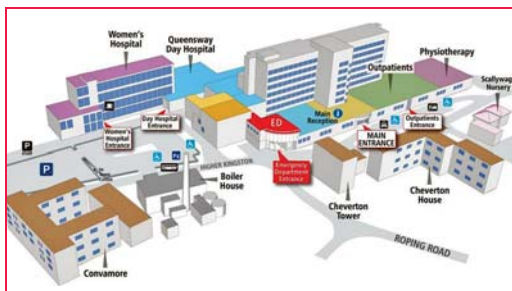 Women's
Hospital
Queensway
Day Hospital
Physiotherapy
Outpatients
Scallywags
Nursery
ED
Main
Reception
i
Day Hospital
Entrance
Women's
Hospital
Entrance
MAIN
ENTRANCE
Outpatients
Entrance
P
P
HIGHER KINGSTON
Emergency
Department
Entrance
Boiler
House
Cheverton
Tower
Cheverton
House
ROPING ROAD
Convamore